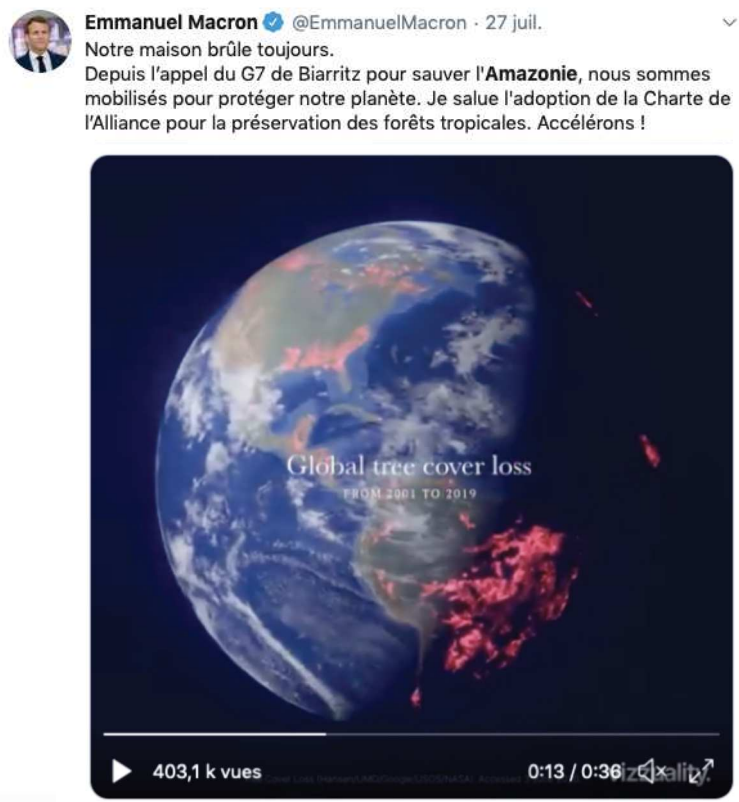 Emmanuel Macron @EmmanuelMacron · 27 juil.
Notre maison brûle toujours.
Depuis l'appel du G7 de Biarritz pour sauver l'Amazonie, nous sommes
mobilisés pour protéger notre planète. Je salue l'adoption de la Charte de
l'Alliance pour la préservation des forêts tropicales. Accélérons !
Global tree cover loss
FROM 2001 TO 2019
403,1 k vues
0:13 / 0:36